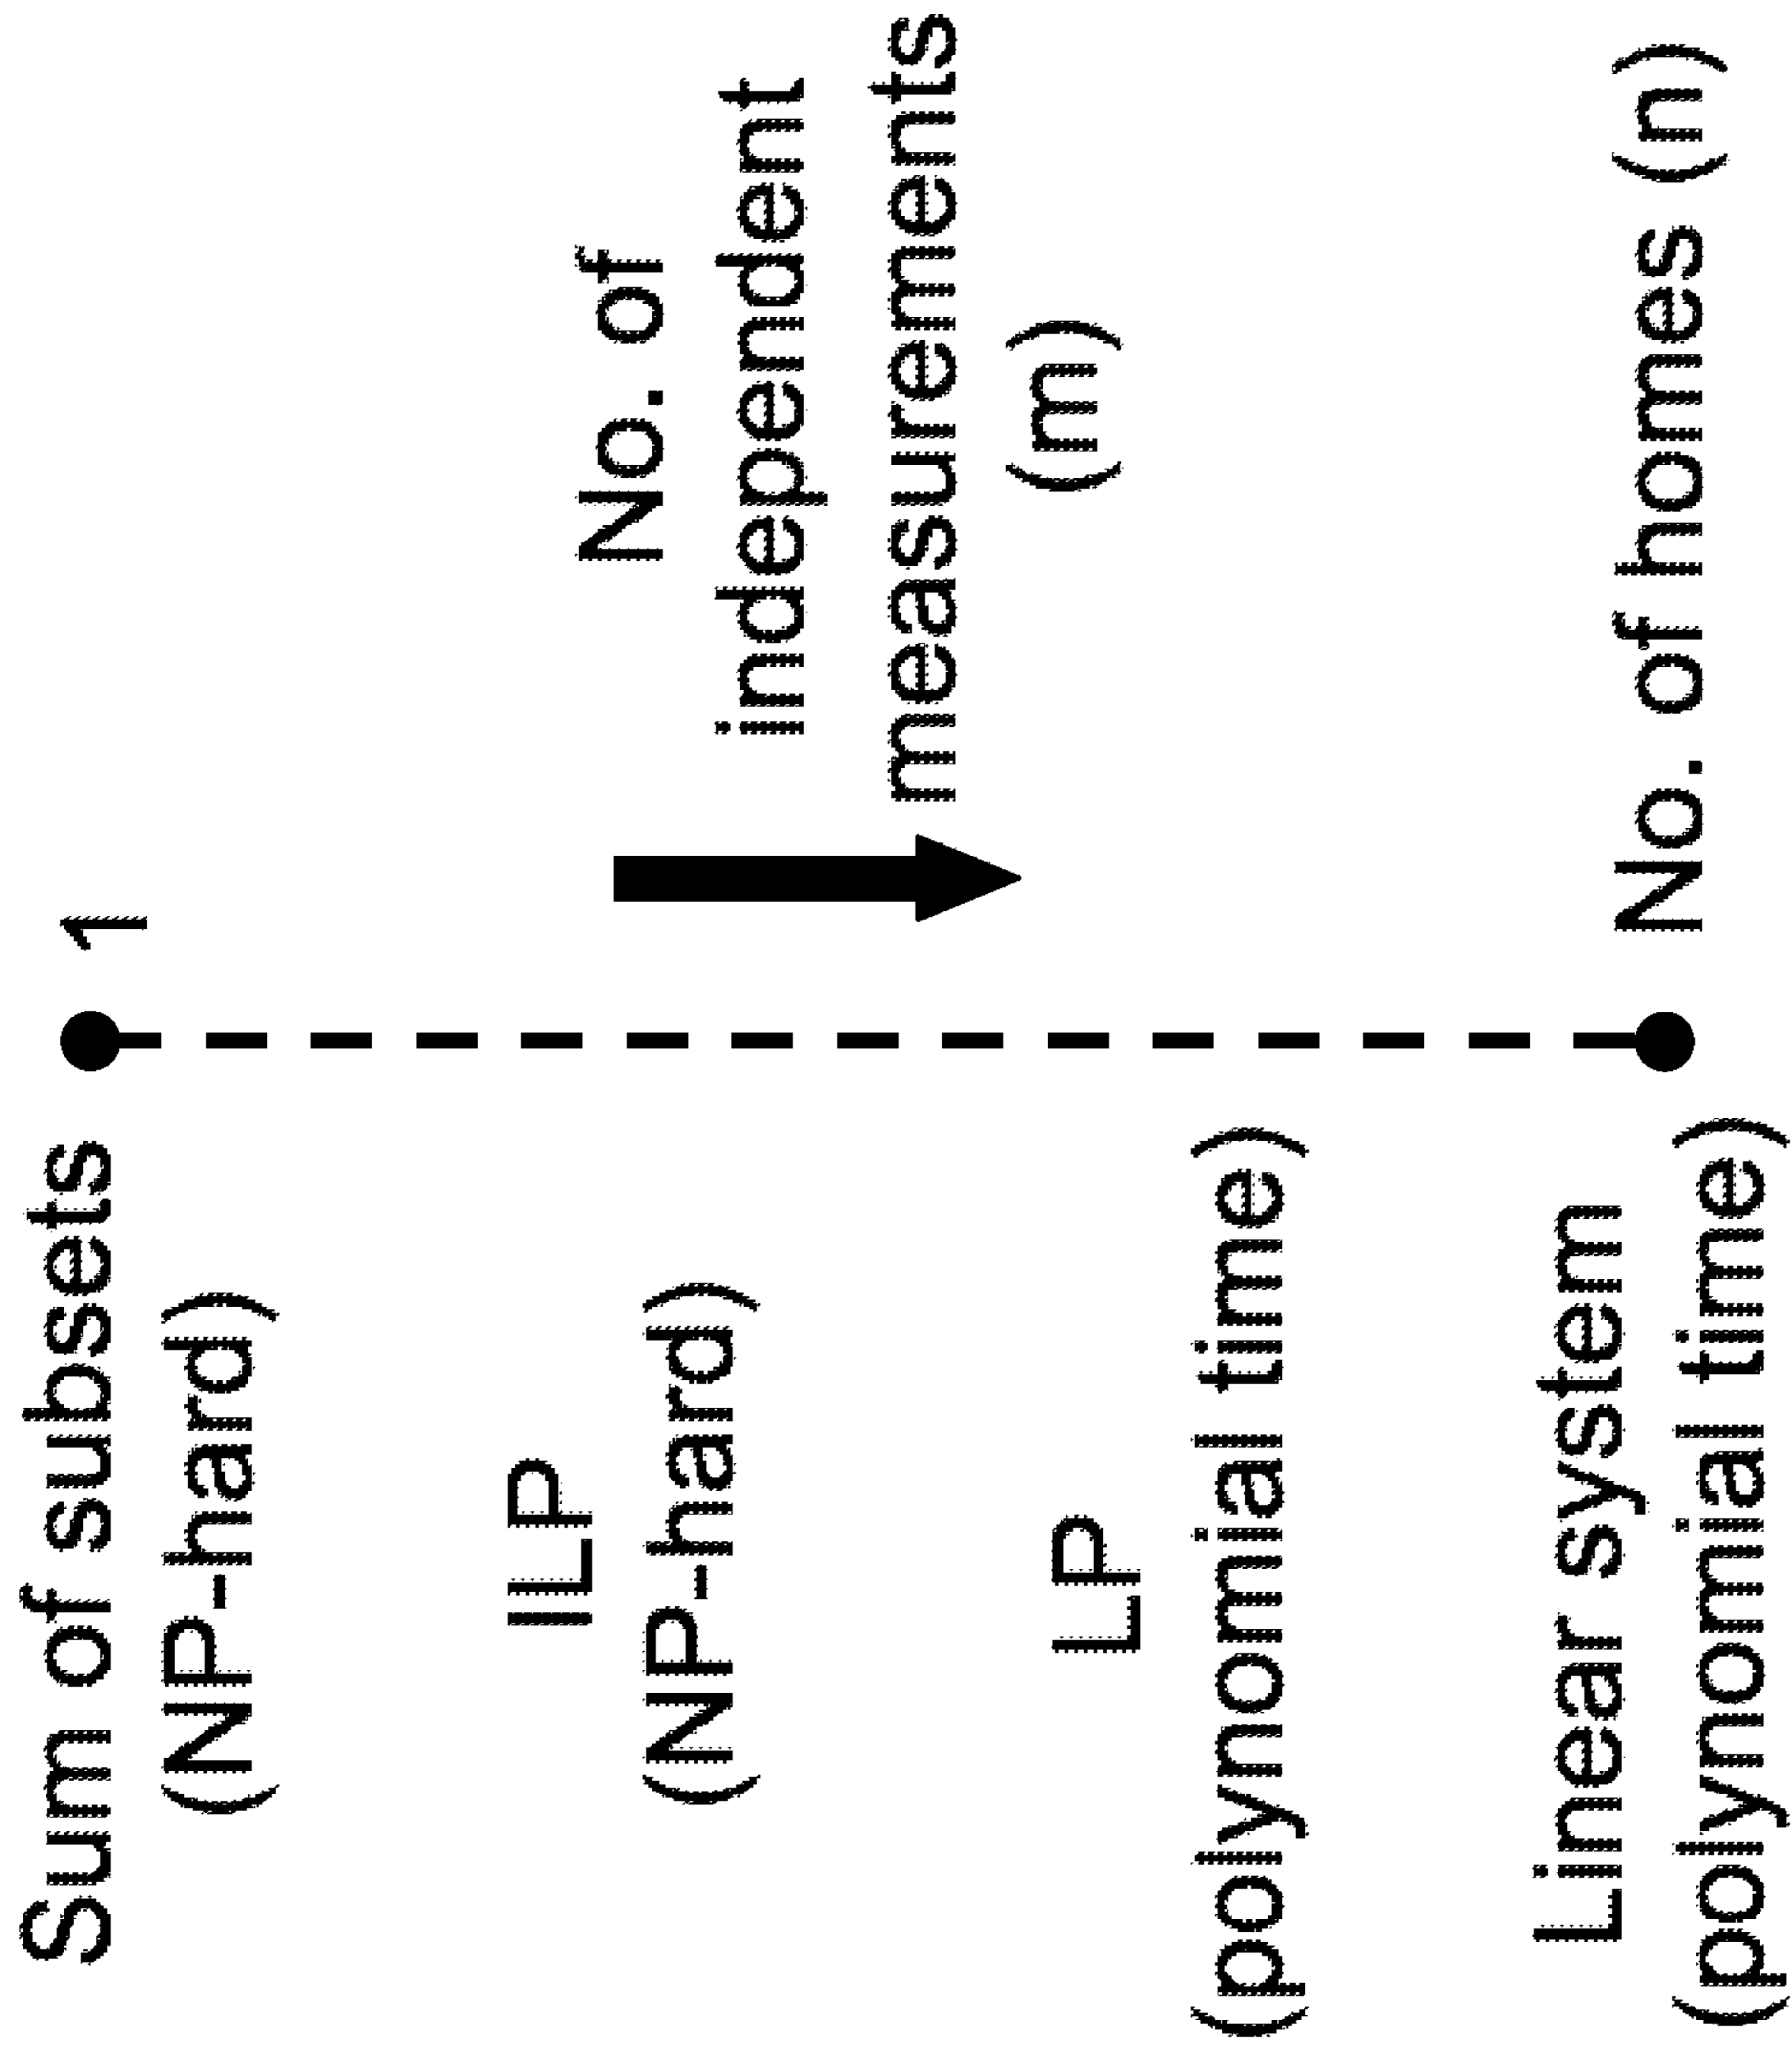 Sum of subsets
(NP-hard)
ILP
(NP-hard)
LP
(polynomial time)
Linear system
(polynomial time)
1
No. of
independent
measurements
(m)
No. of homes (n)